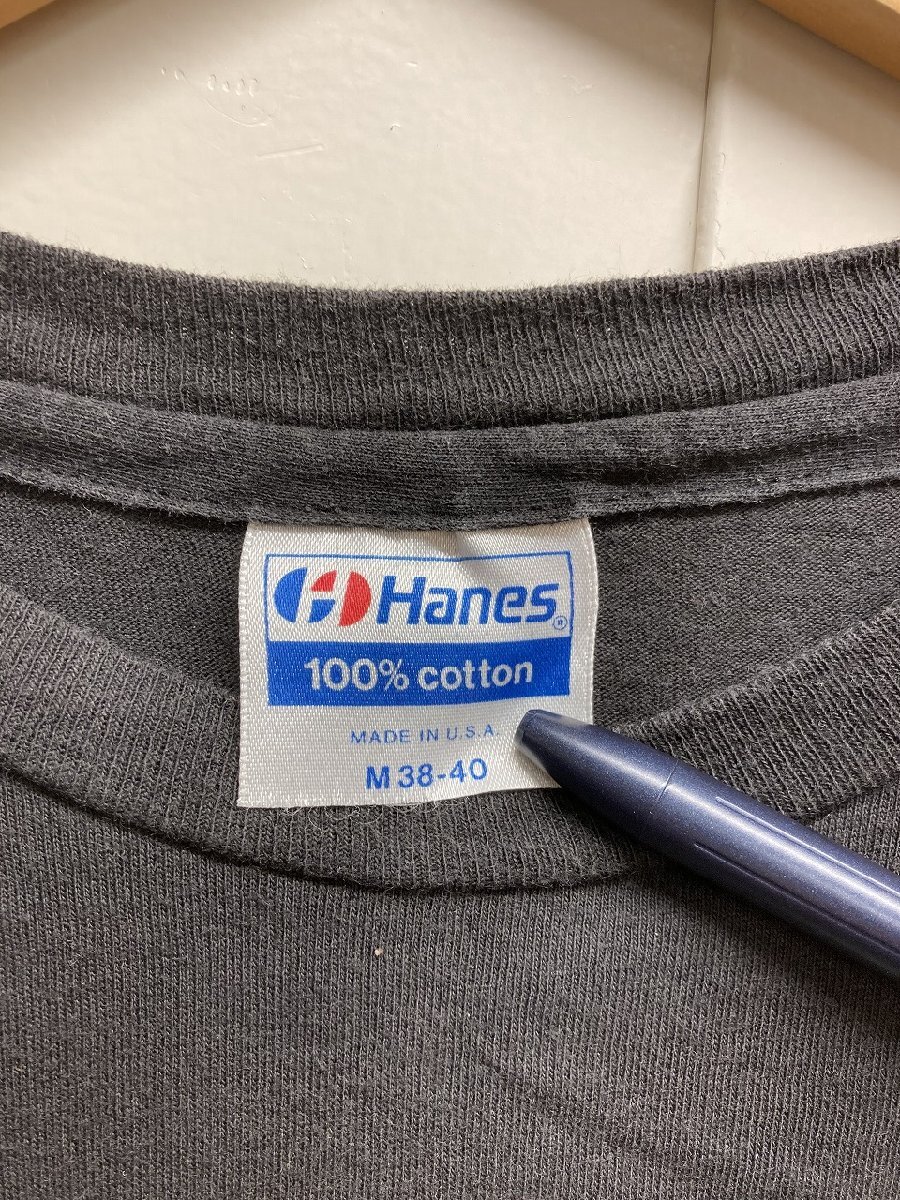 Hanes®
100% cotton
MADE IN U.S.A.
M 38-40